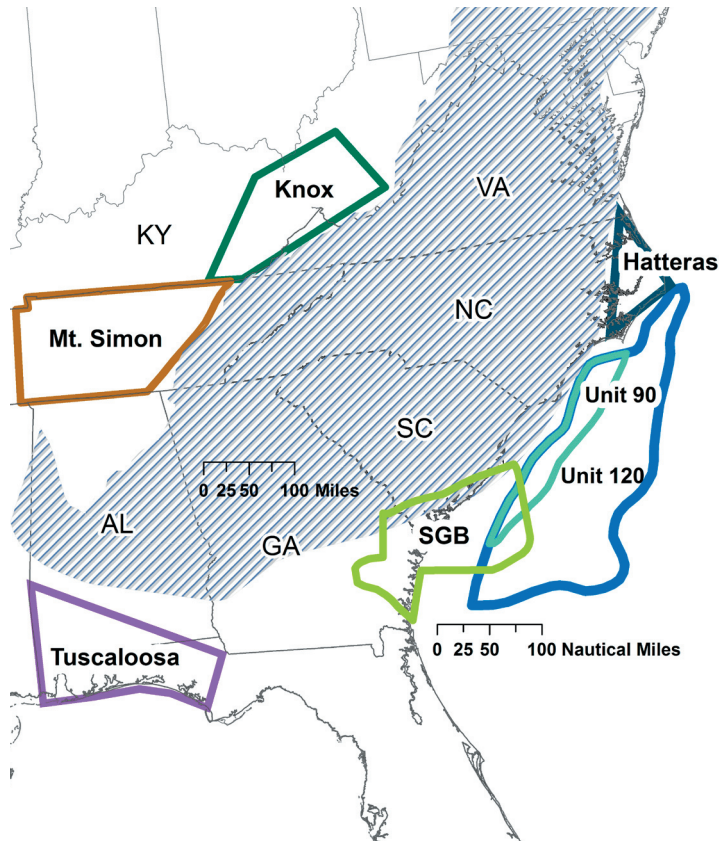 VA
Knox
KY
Hatteras
NC
Mt. Simon
Unit 90
SC
Unit 120
0 25 50 100 Miles
AL
SGB
GA
0 25 50 100 Nautical Miles
Tuscaloosa